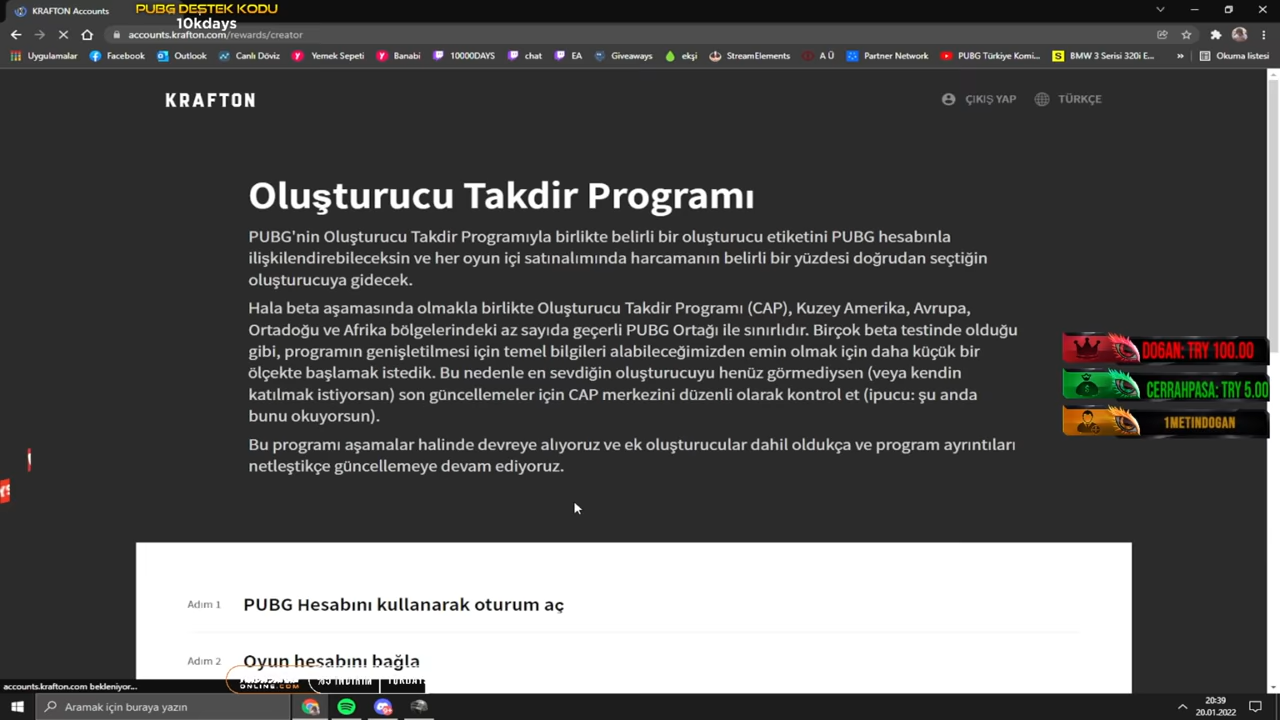 KRAFTON Accounts
PUBG DESTEK KODU
10kdays
accounts.krafton.com/rewards/creator
Uygulamalar Facebook Outlook Canlı Döviz Yemek Sepeti Banabi 10000DAYS chat EA Giveaways ekşi StreamElements A Ü Partner Network PUBG Türkiye Komi... BMW 3 Serisi 320i E... » Okuma listesi
KRAFTON
ÇIKIŞ YAP TÜRKÇE
Oluşturucu Takdir Programı
PUBG'nin Oluşturucu Takdir Programıyla birlikte belirli bir oluşturucu etiketini PUBG hesabınla
ilişkilendirebileceksin ve her oyun içi satınalımında harcamanın belirli bir yüzdesi doğrudan seçtiğin
oluşturucuya gidecek.
Hala beta aşamasında olmakla birlikte Oluşturucu Takdir Programı (CAP), Kuzey Amerika, Avrupa,
Ortadoğu ve Afrika bölgelerindeki az sayıda geçerli PUBG Ortağı ile sınırlıdır. Birçok beta testinde olduğu
gibi, programın genişletilmesi için temel bilgileri alabileceğimizden emin olmak için daha küçük bir
ölçekte başlamak istedik. Bu nedenle en sevdiğin oluşturucuyu henüz görmediysen (veya kendin
katılmak istiyorsan) son güncellemeler için CAP merkezini düzenli olarak kontrol et (ipucu: şu anda
bunu okuyorsun).
Bu programı aşamalar halinde devreye alıyoruz ve ek oluşturucular dahil oldukça ve program ayrıntıları
netleştikçe güncellemeye devam ediyoruz.
DO6AN: TRY 100.00
CERRAHPASA: TRY 5.00
1METINDOGAN
Adım 1 PUBG Hesabını kullanarak oturum aç
Adım 2 Oyun hesabını bağla
ONLINE.COM %5 İNDİRİM 10KDAYS
accounts.krafton.com bekleniyor...
Aramak için buraya yazın
20:39
20.01.2022